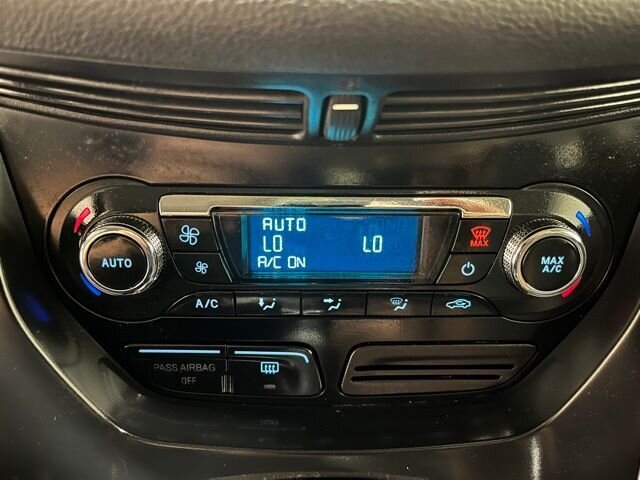 AUTO
LO LO
A/C ON
AUTO
MAX
MAX
A/C
A/C
PASS AIRBAG
OFF